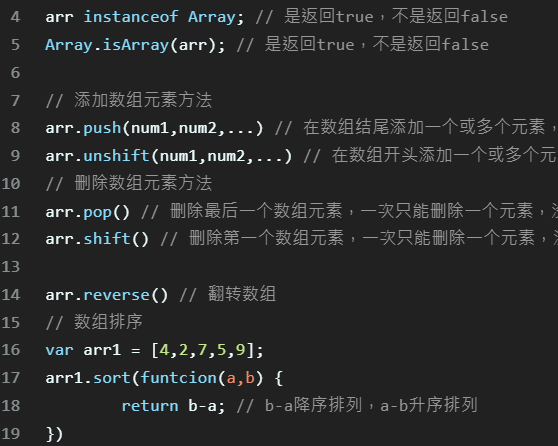 4 arr instanceof Array; // 是返回true，不是返回false
5 Array.isArray(arr); // 是返回true，不是返回false
6
7 // 添加数组元素方法
8 arr.push(num1,num2,...) // 在数组结尾添加一个或多个元素，
9 arr.unshift(num1,num2,...) // 在数组开头添加一个或多个元
10 // 删除数组元素方法
11 arr.pop() // 删除最后一个数组元素，一次只能删除一个元素，
12 arr.shift() // 删除第一个数组元素，一次只能删除一个元素，
13
14 arr.reverse() // 翻转数组
15 // 数组排序
16 var arr1 = [4,2,7,5,9];
17 arr1.sort(funtcion(a,b) {
18 return b-a; // b-a降序排列，a-b升序排列
19 })